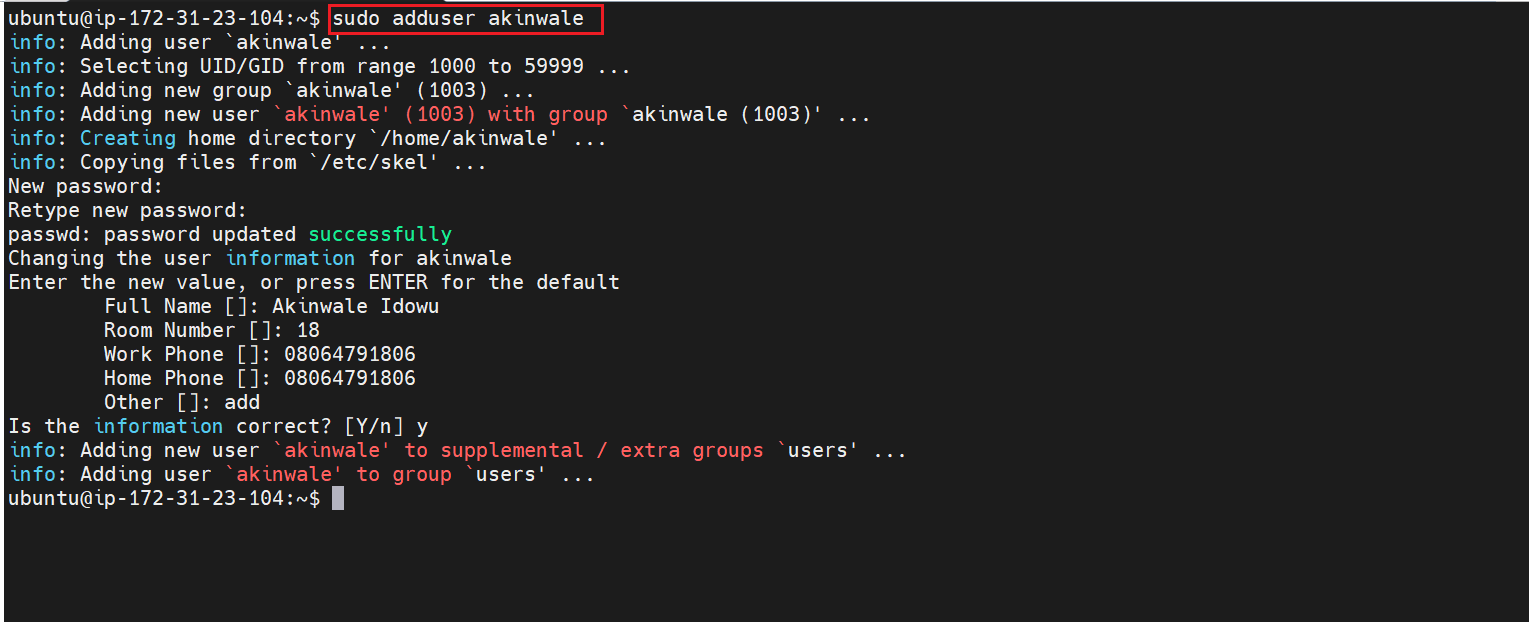 ubuntu@ip-172-31-23-104:~$ sudo adduser akinwale
info: Adding user `akinwale' ...
info: Selecting UID/GID from range 1000 to 59999 ...
info: Adding new group `akinwale' (1003) ...
info: Adding new user `akinwale' (1003) with group `akinwale (1003)' ...
info: Creating home directory `/home/akinwale' ...
info: Copying files from `/etc/skel' ...
New password:
Retype new password:
passwd: password updated successfully
Changing the user information for akinwale
Enter the new value, or press ENTER for the default
        Full Name []: Akinwale Idowu
        Room Number []: 18
        Work Phone []: 08064791806
        Home Phone []: 08064791806
        Other []: add
Is the information correct? [Y/n] y
info: Adding new user `akinwale' to supplemental / extra groups `users' ...
info: Adding user `akinwale' to group `users' ...
ubuntu@ip-172-31-23-104:~$